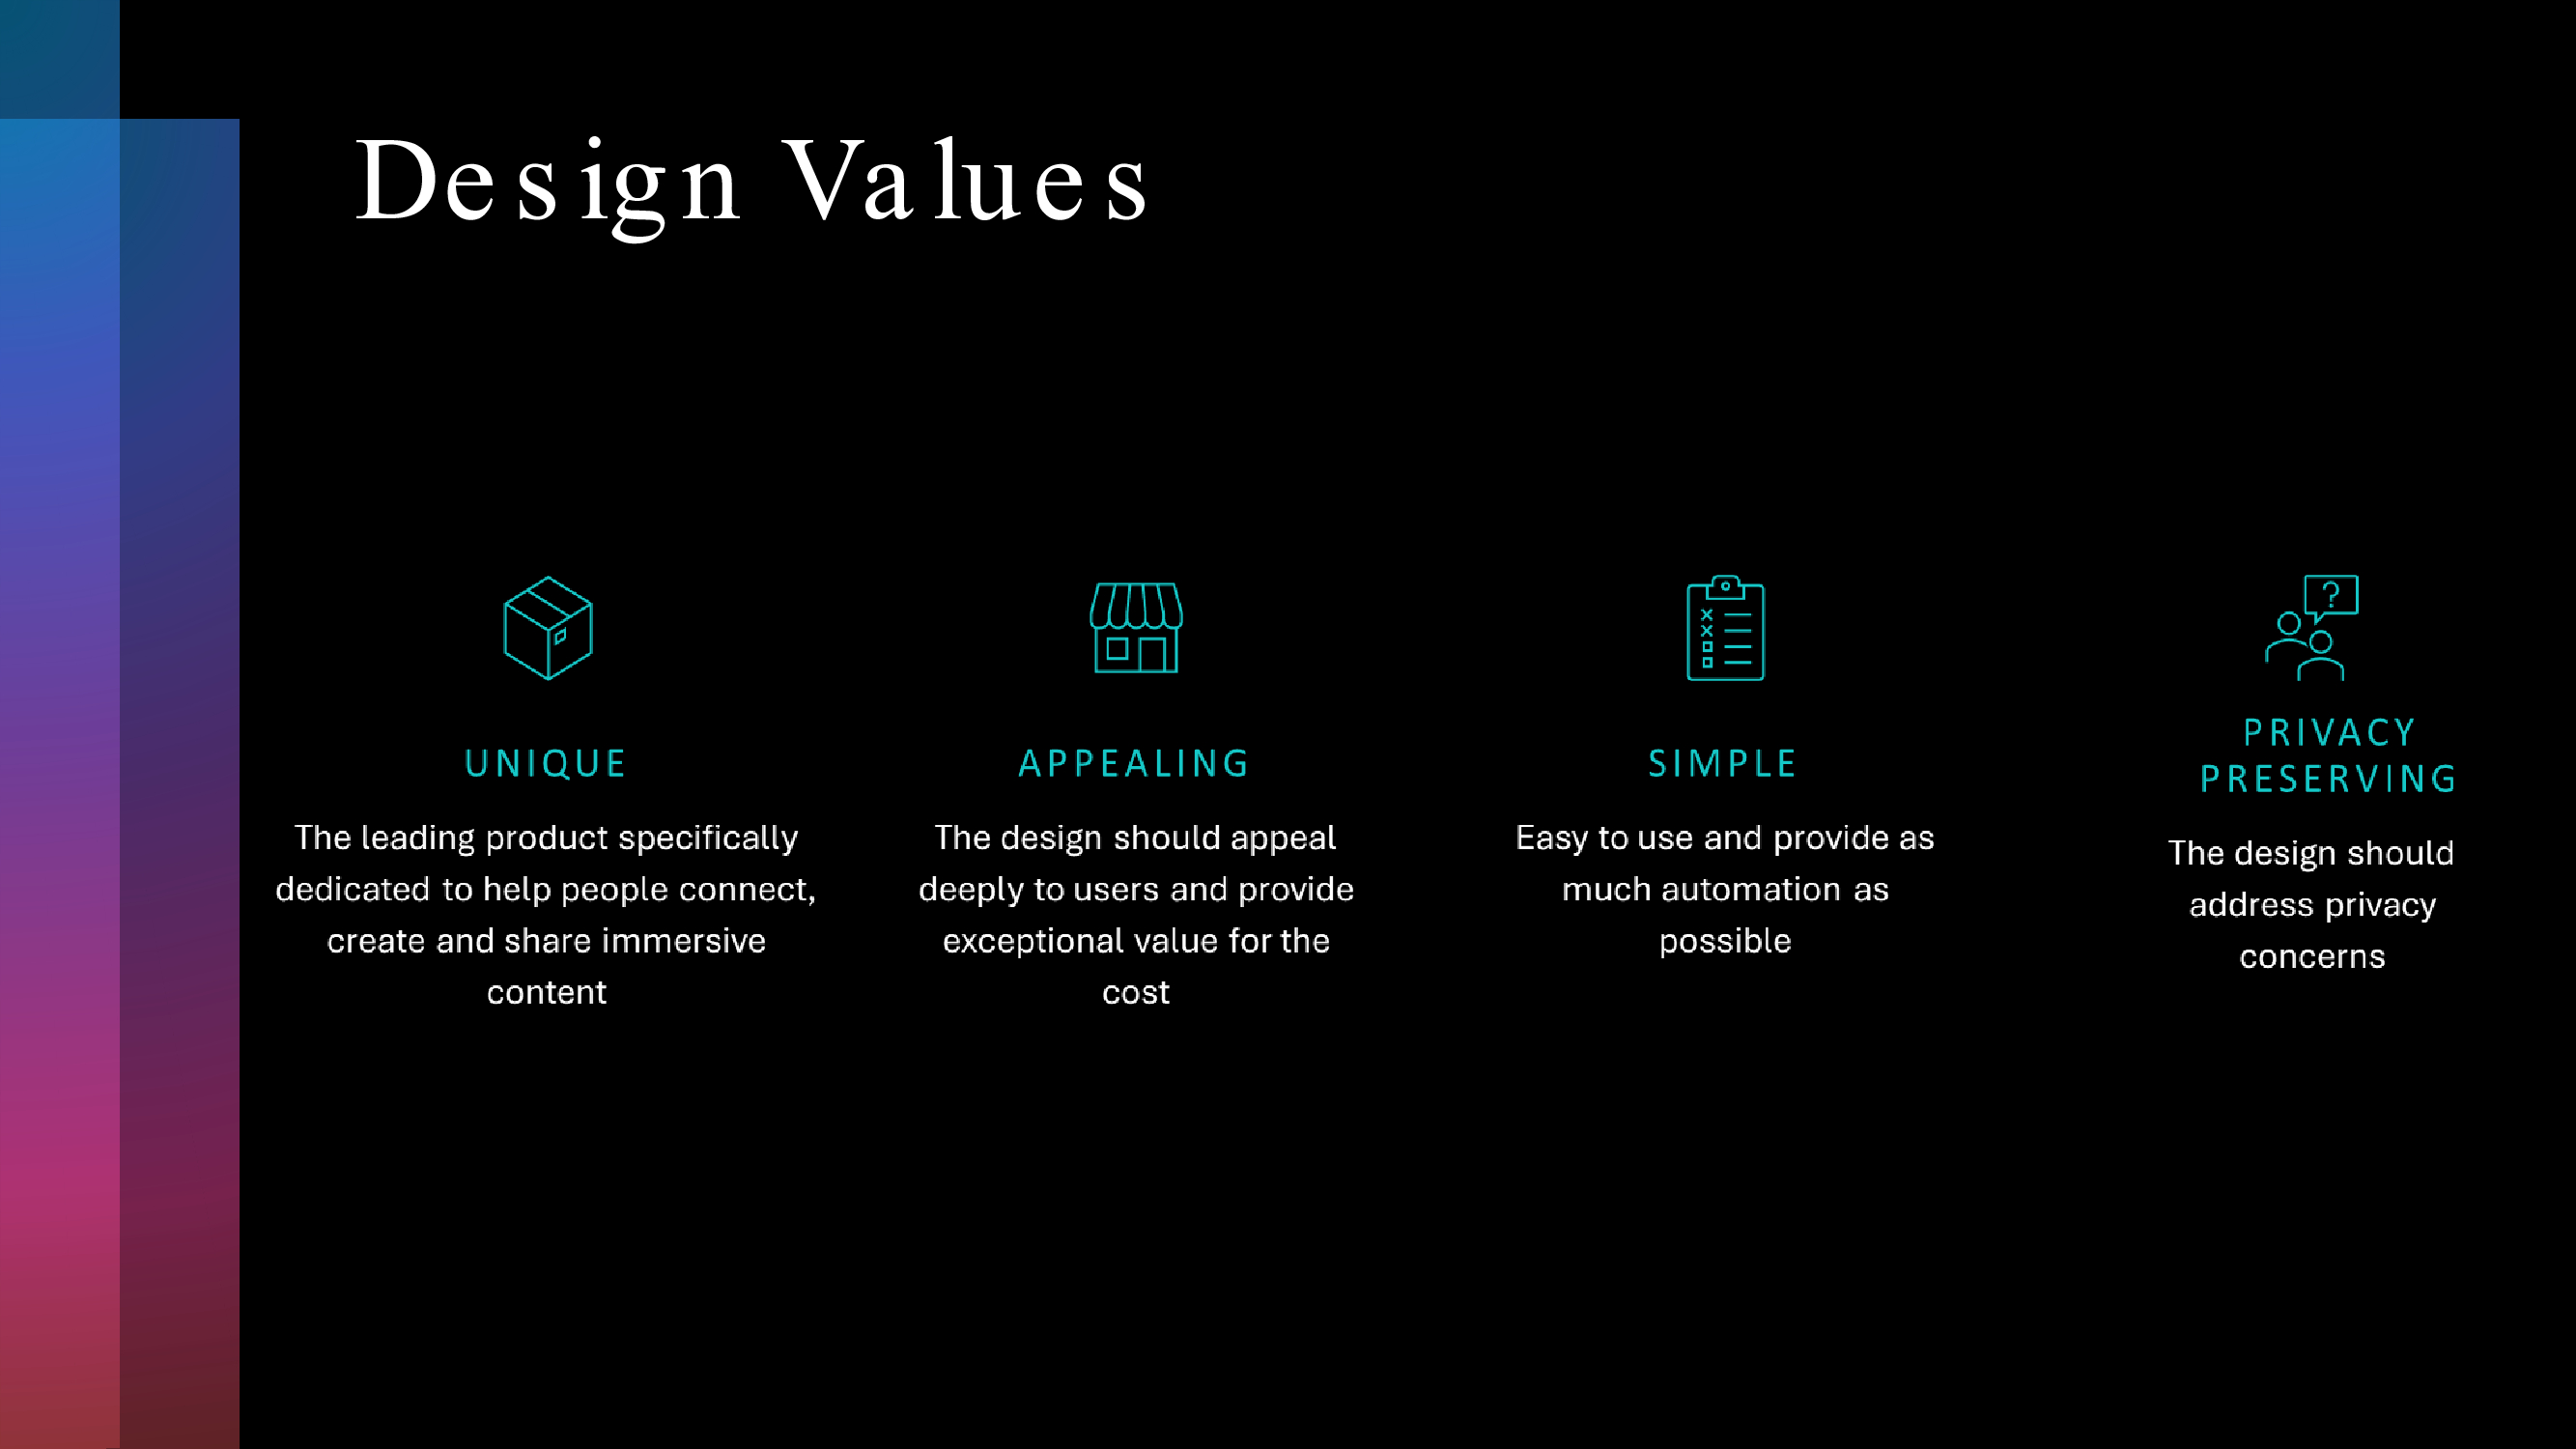 Design Values
UNIQUE
The leading product specifically
dedicated to help people connect,
create and share immersive
content
APPEALING
The design should appeal
deeply to users and provide
exceptional value for the
cost
SIMPLE
Easy to use and provide as
much automation as
possible
?
PRIVACY
PRESERVING
The design should
address privacy
concerns